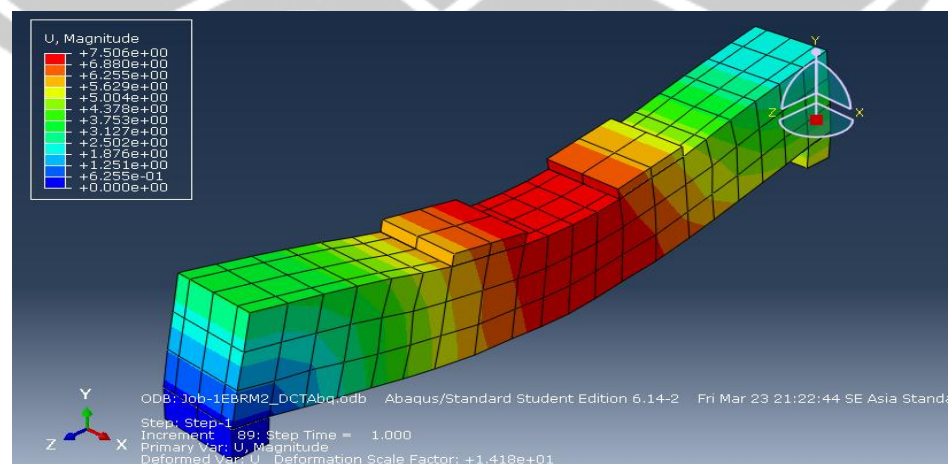 U, Magnitude
+7.506e+00
+6.880e+00
+6.255e+00
+5.629e+00
+5.004e+00
+4.378e+00
+3.753e+00
+3.127e+00
+2.502e+00
+1.876e+00
+1.251e+00
+6.255e-01
+0.000e+00
Y
Z
X
Y
Z
X
ODB: Job-1EBRM2_DCTAbq.odb Abaqus/Standard Student Edition 6.14-2 Fri Mar 23 21:22:44 SE Asia Standa
Step: Step-1
Increment 89: Step Time = 1.000
Primary Var: U, Magnitude
Deformed Var: U Deformation Scale Factor: +1.418e+01